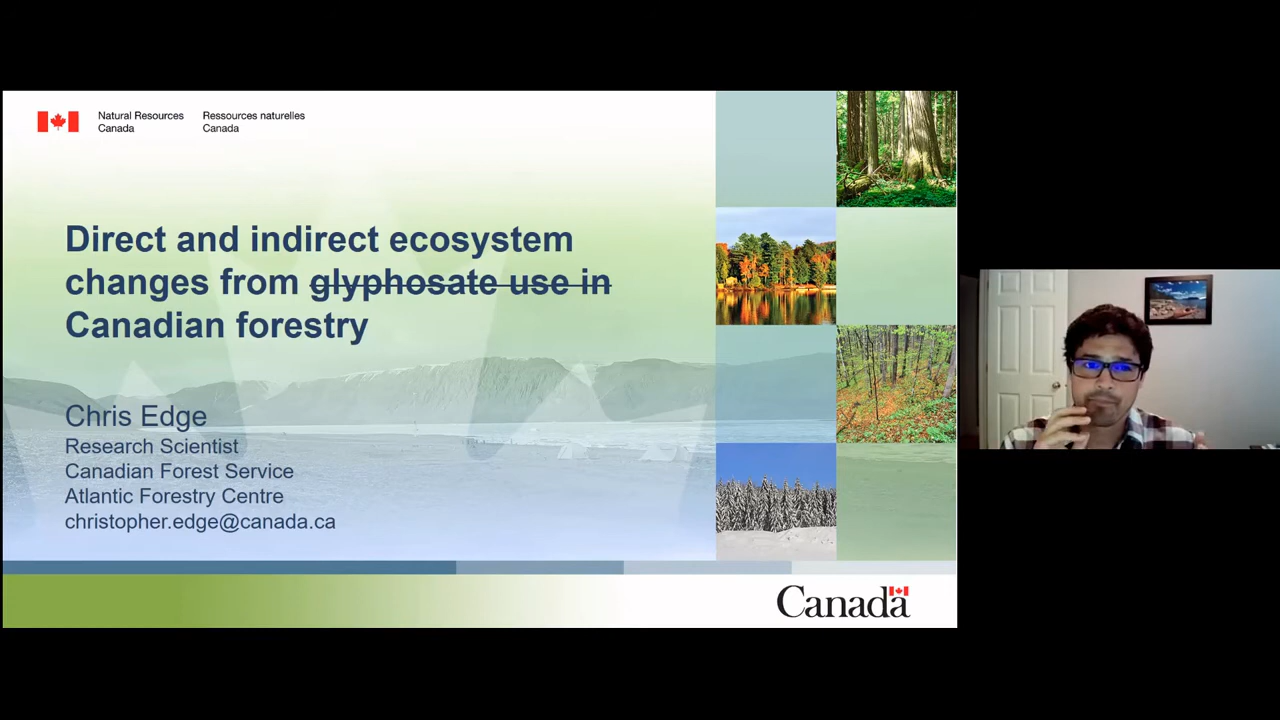 Natural Resources
Canada
Ressources naturelles
Canada
Direct and indirect ecosystem
changes from glyphosate use in
Canadian forestry
Chris Edge
Research Scientist
Canadian Forest Service
Atlantic Forestry Centre
christopher.edge@canada.ca
Canada